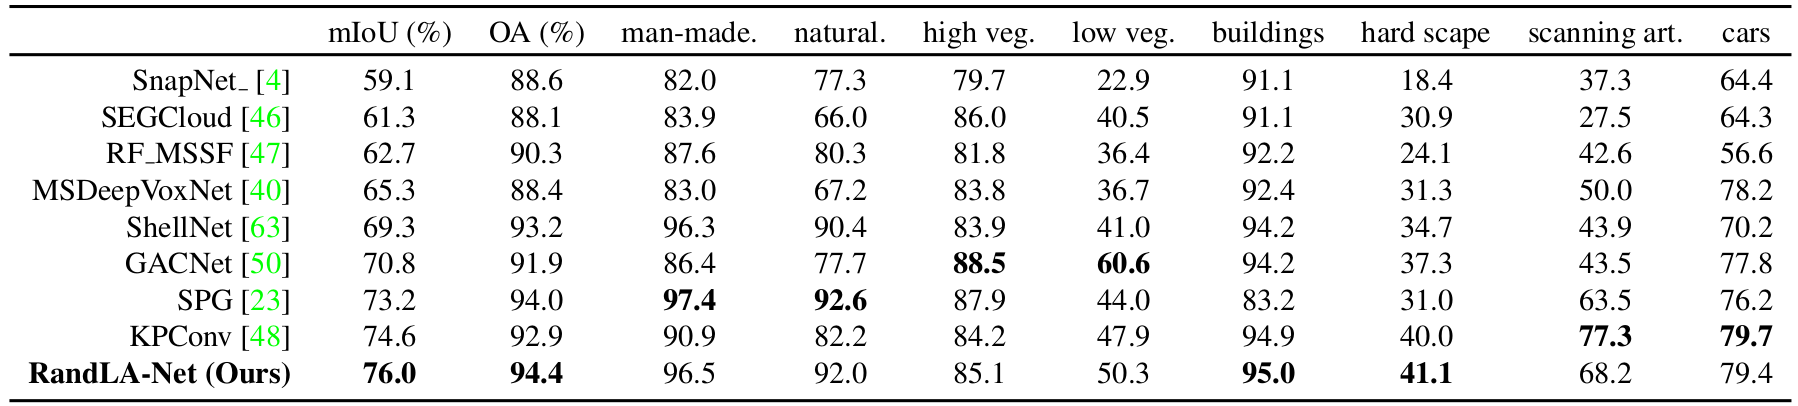 mIoU (%) OA (%) man-made. natural. high veg. low veg. buildings hard scape scanning art. cars
SnapNet_ [4] 59.1 88.6 82.0 77.3 79.7 22.9 91.1 18.4 37.3 64.4
SEGCloud [46] 61.3 88.1 83.9 66.0 86.0 40.5 91.1 30.9 27.5 64.3
RF_MSSF [47] 62.7 90.3 87.6 80.3 81.8 36.4 92.2 24.1 42.6 56.6
MSDeepVoxNet [40] 65.3 88.4 83.0 67.2 83.8 36.7 92.4 31.3 50.0 78.2
ShellNet [63] 69.3 93.2 96.3 90.4 83.9 41.0 94.2 34.7 43.9 70.2
GACNet [50] 70.8 91.9 86.4 77.7 88.5 60.6 94.2 37.3 43.5 77.8
SPG [23] 73.2 94.0 97.4 92.6 87.9 44.0 83.2 31.0 63.5 76.2
KPConv [48] 74.6 92.9 90.9 82.2 84.2 47.9 94.9 40.0 77.3 79.7
RandLA-Net (Ours) 76.0 94.4 96.5 92.0 85.1 50.3 95.0 41.1 68.2 79.4